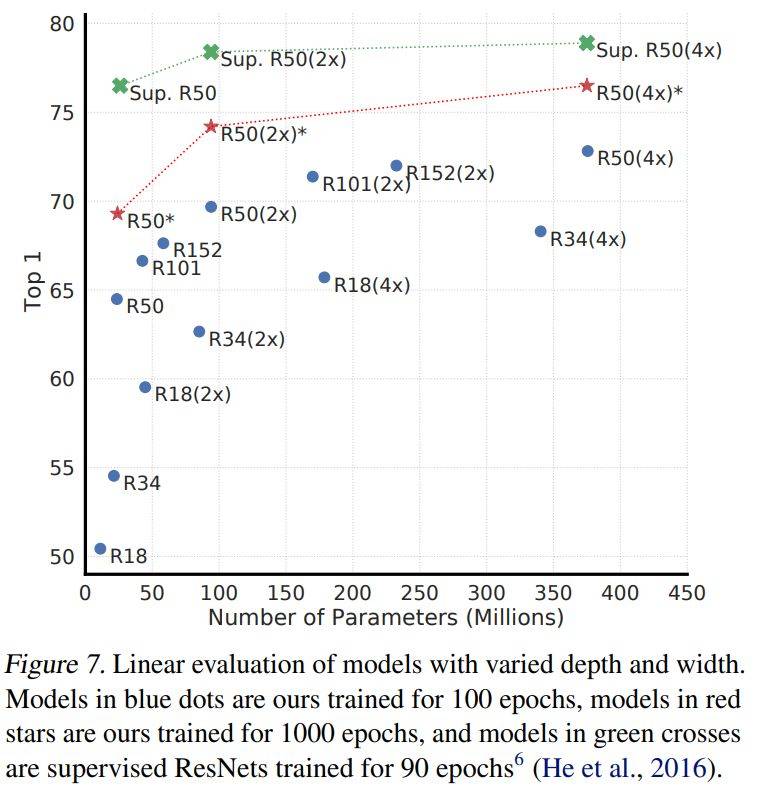 80
Sup. R50(2x)
Sup. R50(4x)
Sup. R50
R50(4x)*
75
R50(2x)*
R50(4x)
R152(2x)
R101(2x)
70
R50(2x)
R50*
R34(4x)
R152
R101
Top 1
65
R18(4x)
R50
R34(2x)
60
R18(2x)
55
R34
50
R18
0 50 100 150 200 250 300 350 400 450
Number of Parameters (Millions)
Figure 7. Linear evaluation of models with varied depth and width.
Models in blue dots are ours trained for 100 epochs, models in red
stars are ours trained for 1000 epochs, and models in green crosses
are supervised ResNets trained for 90 epochs⁶ (He et al., 2016).